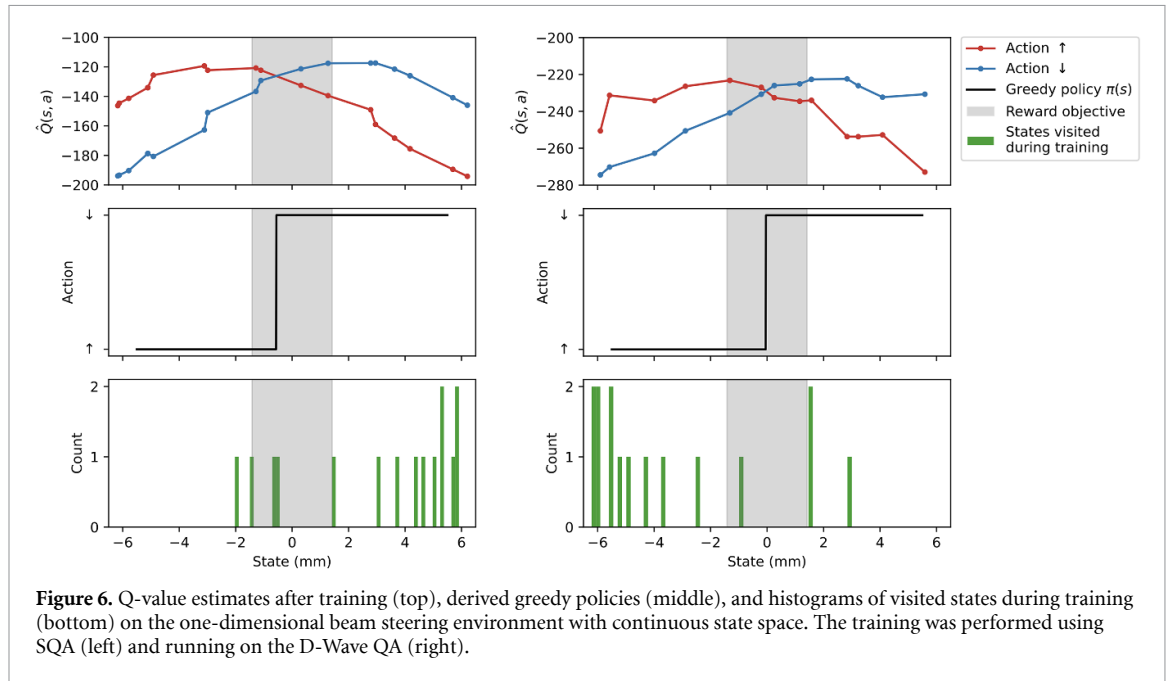 −100
−120
−140
−160
−180
−200
Q̂(s, a)
−200
−220
−240
−260
−280
Q̂(s, a)
Action ↑
Action ↓
Greedy policy π(s)
Reward objective
States visited
during training
↓
↑
Action
↓
↑
Action
2
1
0
Count
−6 −4 −2 0 2 4 6
State (mm)
2
1
0
Count
−6 −4 −2 0 2 4 6
State (mm)
Figure 6. Q-value estimates after training (top), derived greedy policies (middle), and histograms of visited states during training
(bottom) on the one-dimensional beam steering environment with continuous state space. The training was performed using
SQA (left) and running on the D-Wave QA (right).